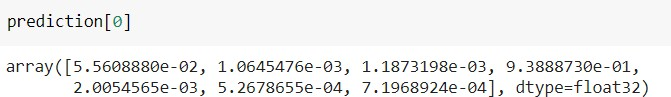 prediction[0]
array([5.5608880e-02, 1.0645476e-03, 1.1873198e-03, 9.3888730e-01,
2.0054565e-03, 5.2678655e-04, 7.1968924e-04], dtype=float32)